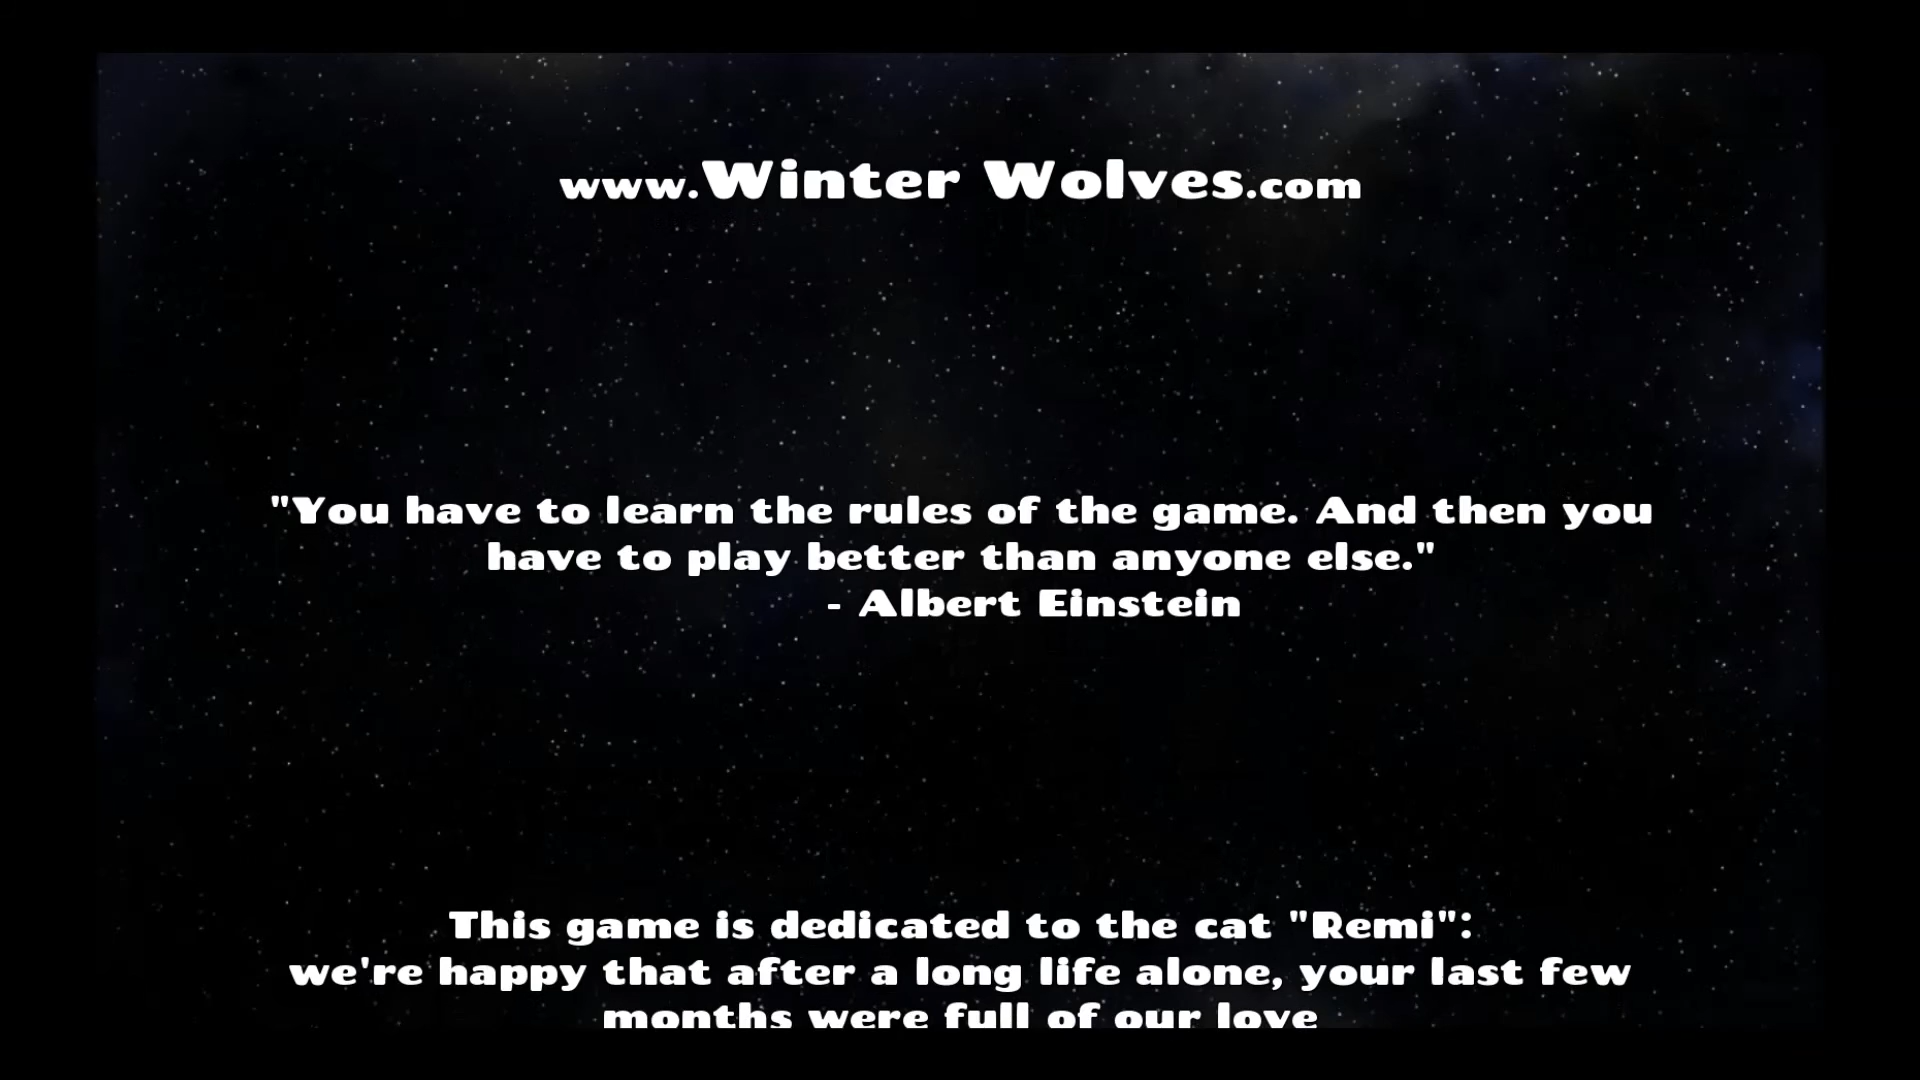 www.Winter Wolves.com
"You have to learn the rules of the game. And then you
have to play better than anyone else."
- Albert Einstein
This game is dedicated to the cat "Remi":
we're happy that after a long life alone, your last few
months were full of our love